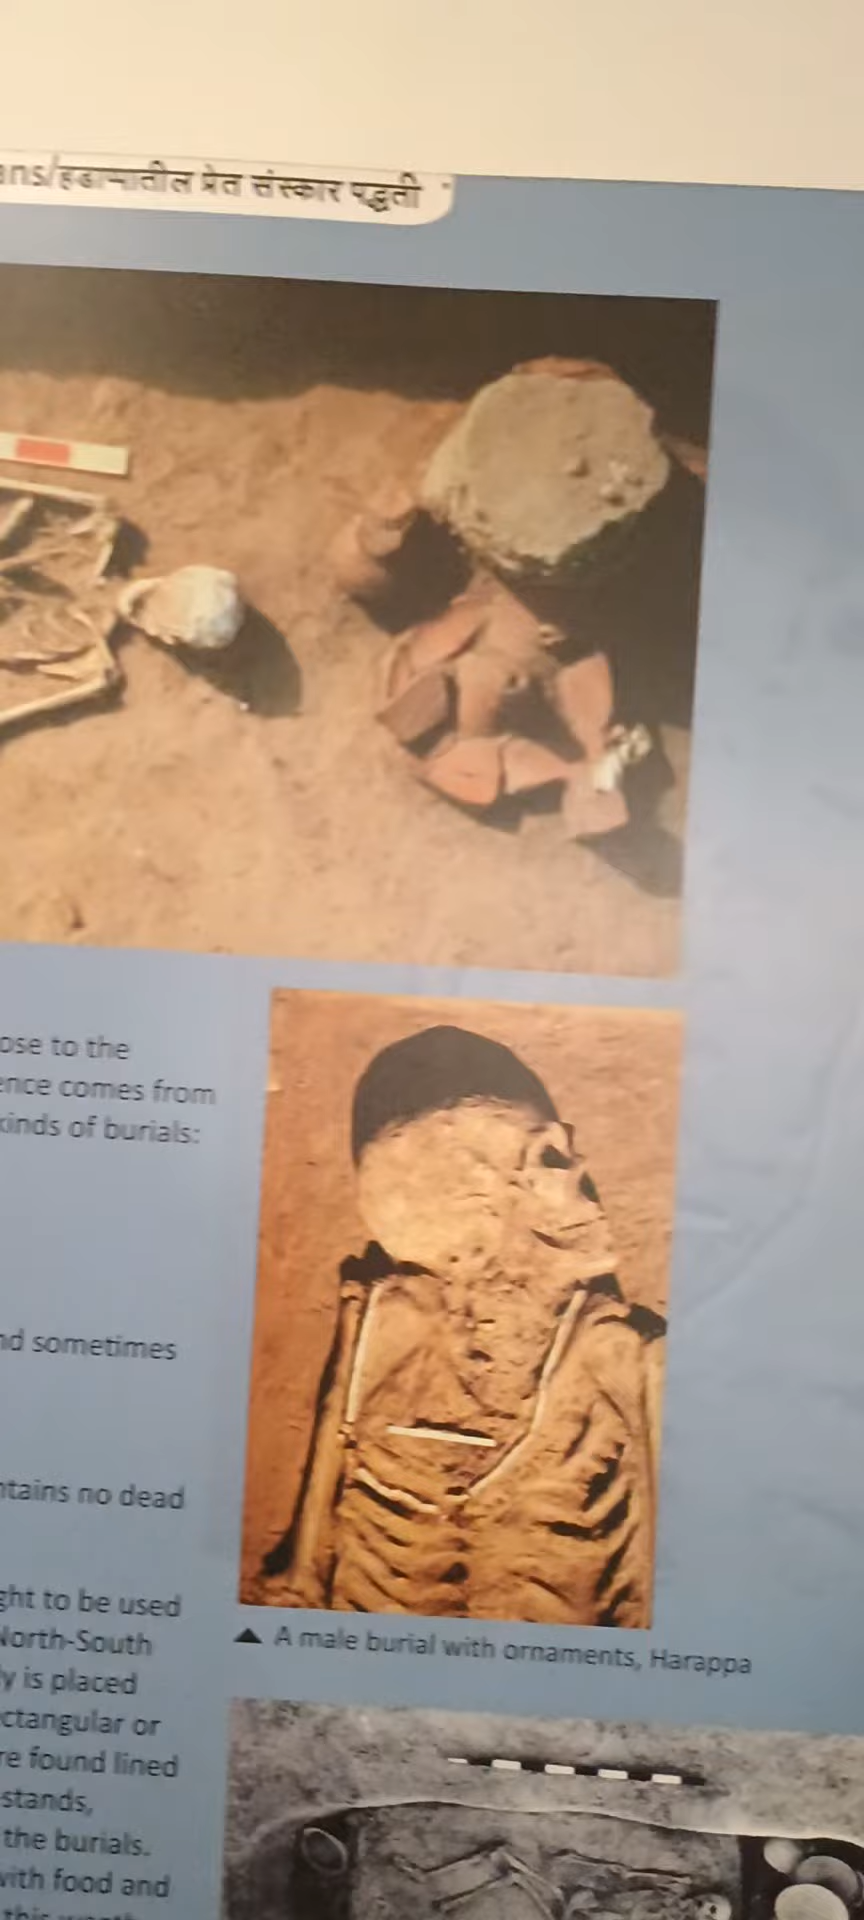 ans/हडाप्पातील प्रेत संस्कार पद्धती
ose to the
ence comes from
kinds of burials:
nd sometimes
ntains no dead
ght to be used
North-South
ly is placed
ctangular or
re found lined
-stands,
the burials.
with food and
▲ A male burial with ornaments, Harappa